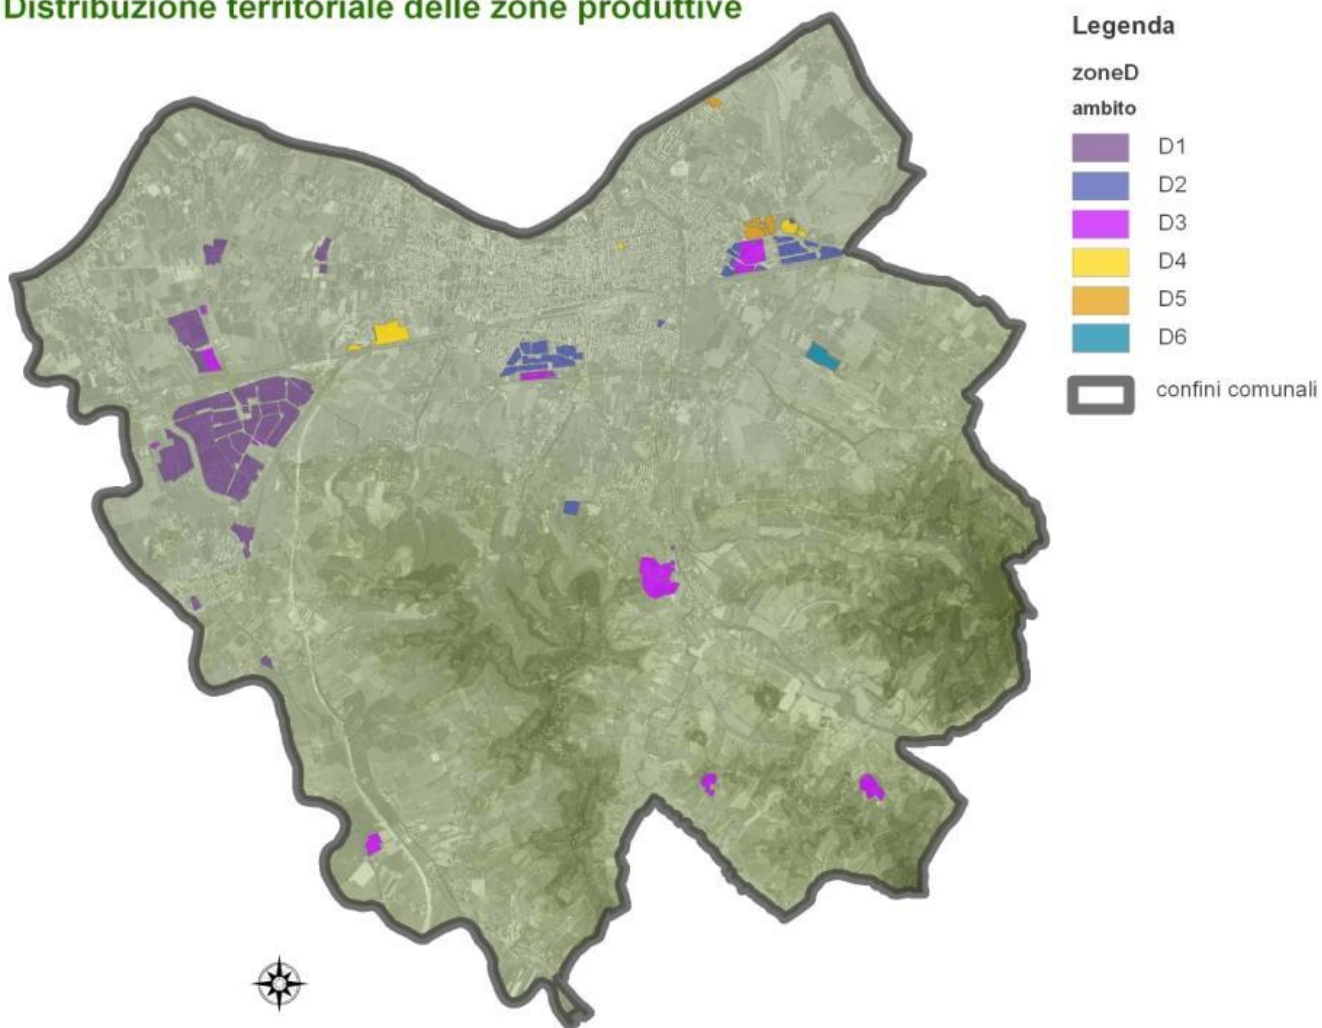 Distribuzione territoriale delle zone produttive
Legenda
zoneD
ambito
D1
D2
D3
D4
D5
D6
confini comunali